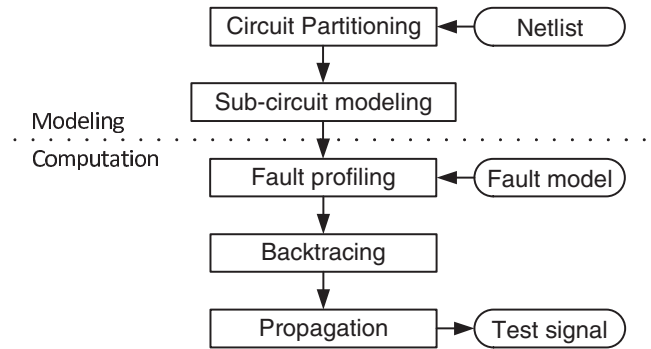 Circuit Partitioning
Netlist
Sub-circuit modeling
Modeling
Computation
Fault profiling
Fault model
Backtracing
Propagation
Test signal